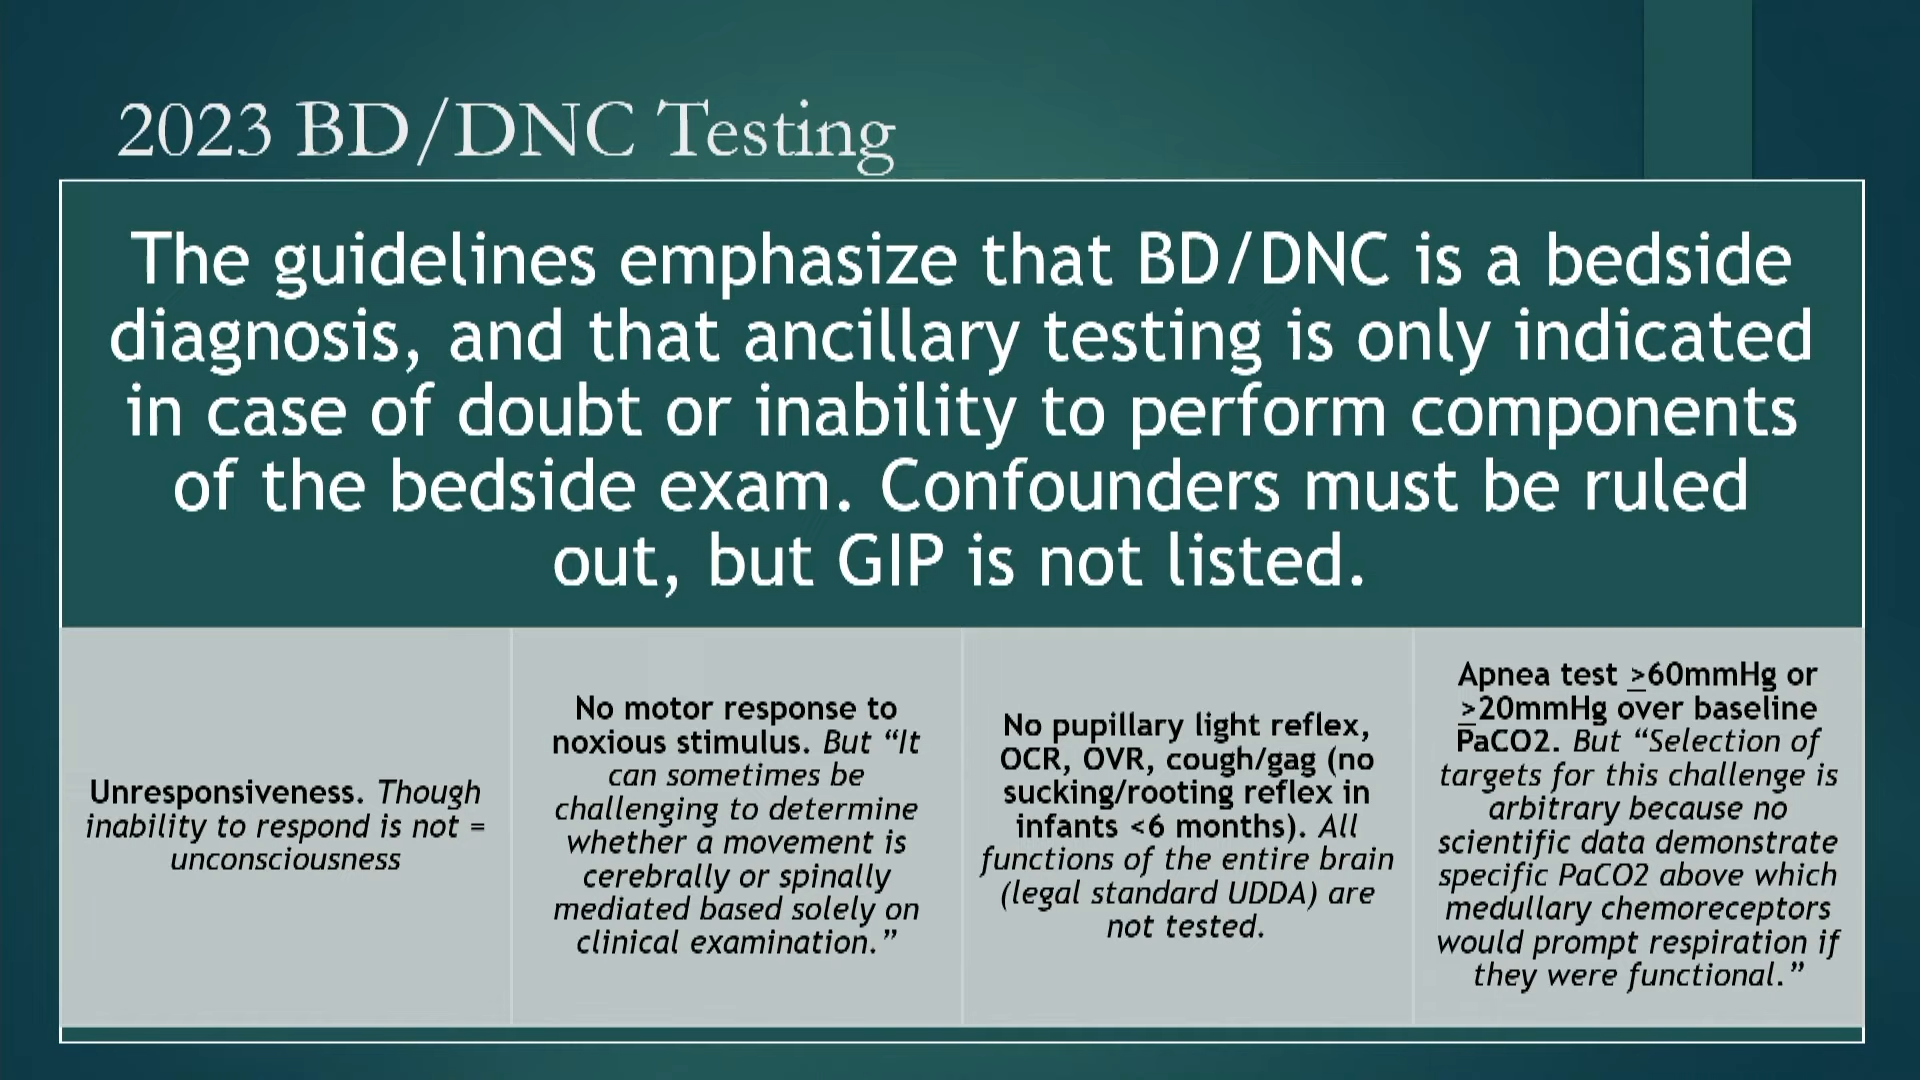 2023 BD/DNC Testing
The guidelines emphasize that BD/DNC is a bedside
diagnosis, and that ancillary testing is only indicated
in case of doubt or inability to perform components
of the bedside exam. Confounders must be ruled
out, but GIP is not listed.
Unresponsiveness. Though
inability to respond is not =
unconsciousness
No motor response to
noxious stimulus. But “It
can sometimes be
challenging to determine
whether a movement is
cerebrally or spinally
mediated based solely on
clinical examination.”
No pupillary light reflex,
OCR, OVR, cough/gag (no
sucking/rooting reflex in
infants <6 months). All
functions of the entire brain
(legal standard UDDA) are
not tested.
Apnea test ≥60mmHg or
≥20mmHg over baseline
PaCO2. But “Selection of
targets for this challenge is
arbitrary because no
scientific data demonstrate
specific PaCO2 above which
medullary chemoreceptors
would prompt respiration if
they were functional.”